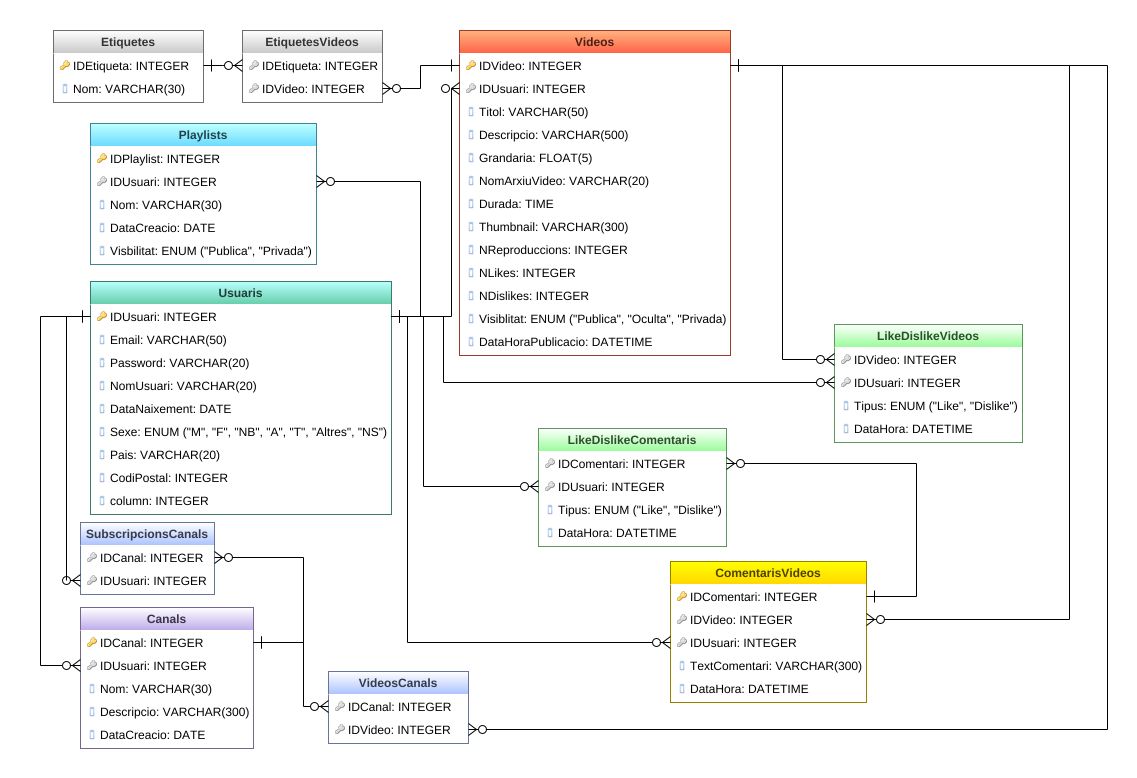 Etiquetes
IDEtiqueta: INTEGER
Nom: VARCHAR(30)
EtiquetesVideos
IDEtiqueta: INTEGER
IDVideo: INTEGER
Videos
IDVideo: INTEGER
IDUsuari: INTEGER
Titol: VARCHAR(50)
Descripcio: VARCHAR(500)
Grandaria: FLOAT(5)
NomArxiuVideo: VARCHAR(20)
Durada: TIME
Thumbnail: VARCHAR(300)
NReproduccions: INTEGER
NLikes: INTEGER
NDislikes: INTEGER
Visiblitat: ENUM ("Publica", "Oculta", "Privada)
DataHoraPublicacio: DATETIME
Playlists
IDPlaylist: INTEGER
IDUsuari: INTEGER
Nom: VARCHAR(30)
DataCreacio: DATE
Visbilitat: ENUM ("Publica", "Privada")
Usuaris
IDUsuari: INTEGER
Email: VARCHAR(50)
Password: VARCHAR(20)
NomUsuari: VARCHAR(20)
DataNaixement: DATE
Sexe: ENUM ("M", "F", "NB", "A", "T", "Altres", "NS")
Pais: VARCHAR(20)
CodiPostal: INTEGER
column: INTEGER
LikeDislikeVideos
IDVideo: INTEGER
IDUsuari: INTEGER
Tipus: ENUM ("Like", "Dislike")
DataHora: DATETIME
LikeDislikeComentaris
IDComentari: INTEGER
IDUsuari: INTEGER
Tipus: ENUM ("Like", "Dislike")
DataHora: DATETIME
SubscripcionsCanals
IDCanal: INTEGER
IDUsuari: INTEGER
ComentarisVideos
IDComentari: INTEGER
IDVideo: INTEGER
IDUsuari: INTEGER
TextComentari: VARCHAR(300)
DataHora: DATETIME
Canals
IDCanal: INTEGER
IDUsuari: INTEGER
Nom: VARCHAR(30)
Descripcio: VARCHAR(300)
DataCreacio: DATE
VideosCanals
IDCanal: INTEGER
IDVideo: INTEGER